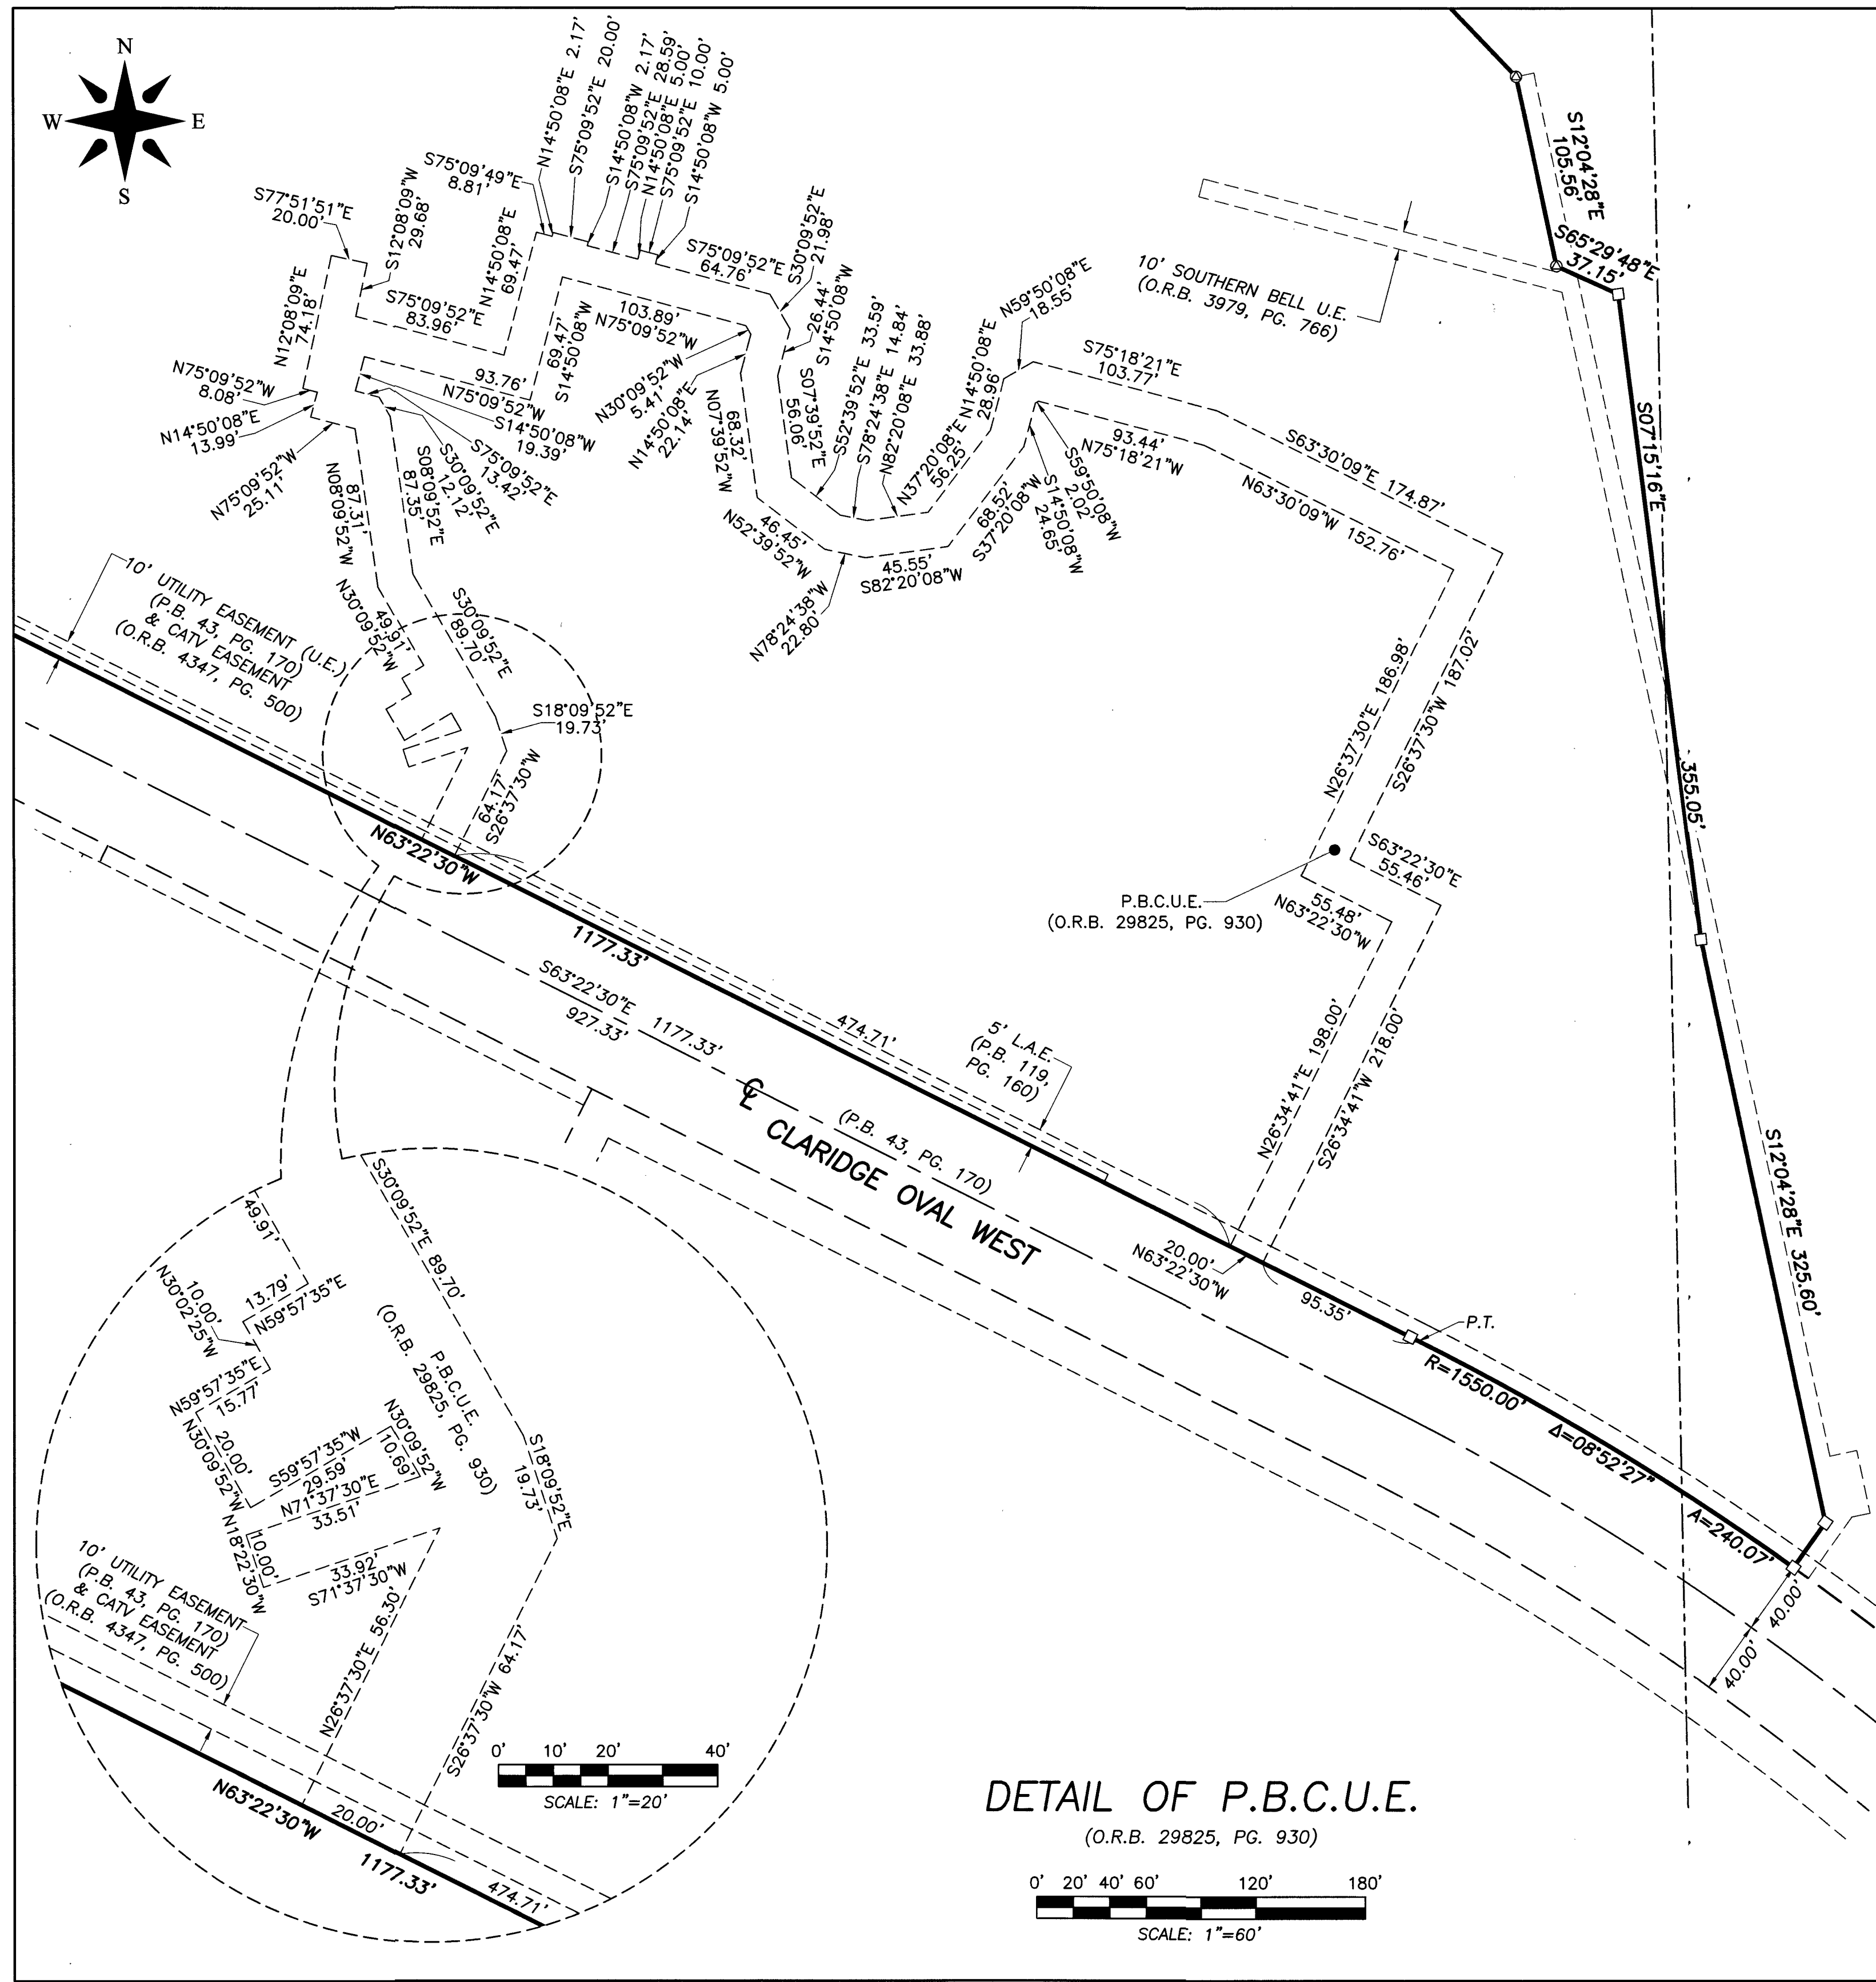 N
W
E
S
S77°51'51"E
20.00'
S12°08'09"W
29.68'
N12°08'09"E
74.18'
S75°09'52"E
83.96'
N14°50'08"E
69.47'
S75°09'49"E
8.81'
N14°50'08"E 2.17'
S75°09'52"E 20.00'
S14°50'08"W 2.17'
S75°09'52"E 28.59'
N14°50'08"E 5.00'
S75°09'52"E 10.00'
S14°50'08"W 5.00'
S75°09'52"E
64.76'
S30°09'52"E
21.98'
26.44'
S14°50'08"W
103.89'
N75°09'52"W
69.47'
S14°50'08"W
93.76'
N75°09'52"W
N75°09'52"W
8.08'
N14°50'08"E
13.99'
N75°09'52"W
25.11'
S14°50'08"W
19.39'
S75°09'52"E
13.42'
S30°09'52"E
12.12'
S08°09'52"E
87.35'
87.31'
N08°09'52"W
N30°09'52"W
5.41'
N14°50'08"E
22.14'
68.32'
N07°39'52"W
S07°39'52"E
56.06'
S52°39'52"E 33.59'
S78°24'38"E 14.84'
N82°20'08"E 33.88'
N37°20'08"E
56.25'
N14°50'08"E
28.96'
N59°50'08"E
18.55'
S75°18'21"E
103.77'
S63°30'09"E 174.87'
93.44'
N75°18'21"W
N63°30'09"W 152.76'
S59°50'08"W
2.02'
S14°50'08"W
24.65'
68.52'
S37°20'08"W
45.55'
S82°20'08"W
46.45'
N52°39'52"W
N78°24'38"W
22.80'
10' SOUTHERN BELL U.E.
(O.R.B. 3979, PG. 766)
S12°04'28"E
105.56'
S65°29'48"E
37.15'
S07°15'16"E
355.05'
S12°04'28"E 325.60'
10' UTILITY EASEMENT (U.E.)
(P.B. 43, PG. 170)
& CATV EASEMENT
(O.R.B. 4347, PG. 500)
49.91'
N30°09'52"W
S30°09'52"E
89.70'
S18°09'52"E
19.73'
64.17'
S26°37'30"W
N26°37'30"E 186.98'
S26°37'30"W 187.02'
S63°22'30"E
55.46'
55.48'
N63°22'30"W
P.B.C.U.E.
(O.R.B. 29825, PG. 930)
N26°34'41"E 198.00'
S26°34'41"W 218.00'
N63°22'30"W
1177.33'
S63°22'30"E 1177.33'
927.33'
474.71'
5' L.A.E.
(P.B. 119,
PG. 160)
(P.B. 43, PG. 170)
CL CLARIDGE OVAL WEST
20.00'
N63°22'30"W
95.35'
P.T.
R=1550.00'
Δ=08°52'27"
A=240.07'
40.00'
40.00'
49.91'
S30°09'52"E 89.70'
13.79'
N59°57'35"E
10.00'
N30°02'25"W
N59°57'35"E
15.77'
20.00'
N30°09'52"W
S59°57'35"W
29.59'
N30°09'52"W
10.69'
N71°37'30"E
33.51'
N18°22'30"W
10.00'
33.92'
S71°37'30"W
P.B.C.U.E.
(O.R.B. 29825, PG. 930)
S18°09'52"E
19.73'
10' UTILITY EASEMENT
(P.B. 43, PG. 170)
& CATV EASEMENT
(O.R.B. 4347, PG. 500)
N26°37'30"E 56.30'
S26°37'30"W 64.17'
N63°22'30"W
20.00'
1177.33'
474.71'
0' 10' 20' 40'
SCALE: 1"=20'
DETAIL OF P.B.C.U.E.
(O.R.B. 29825, PG. 930)
0' 20' 40' 60' 120' 180'
SCALE: 1"=60'